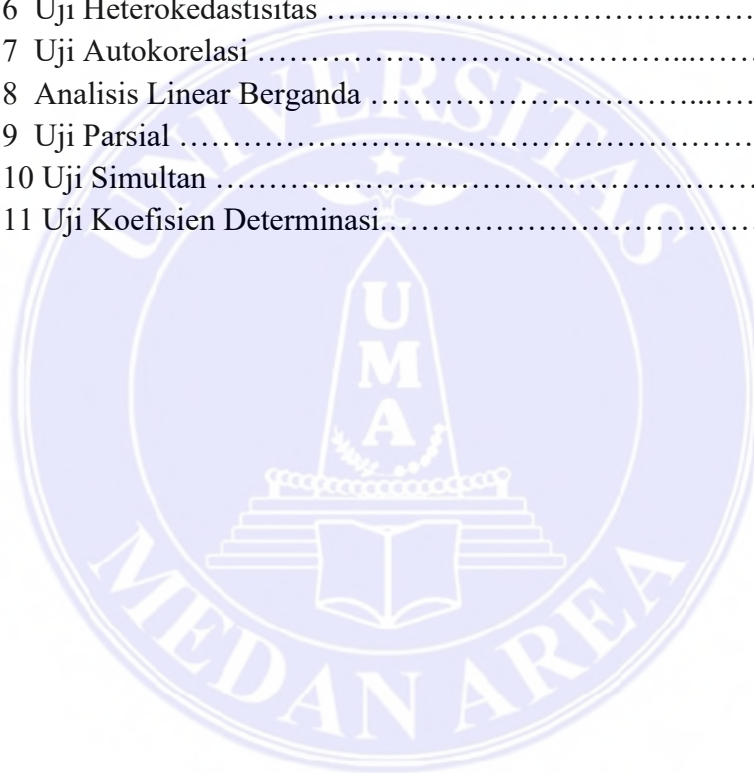 6 Uji Heterokedastisitas …………………………………...……
7 Uji Autokorelasi ……………………………………...……
8 Analisis Linear Berganda …………………………...……
9 Uji Parsial …………………………………………………
10 Uji Simultan ……………………………………………
11 Uji Koefisien Determinasi.………………………………
UNIVERSITAS
U
M
A
MEDAN AREA